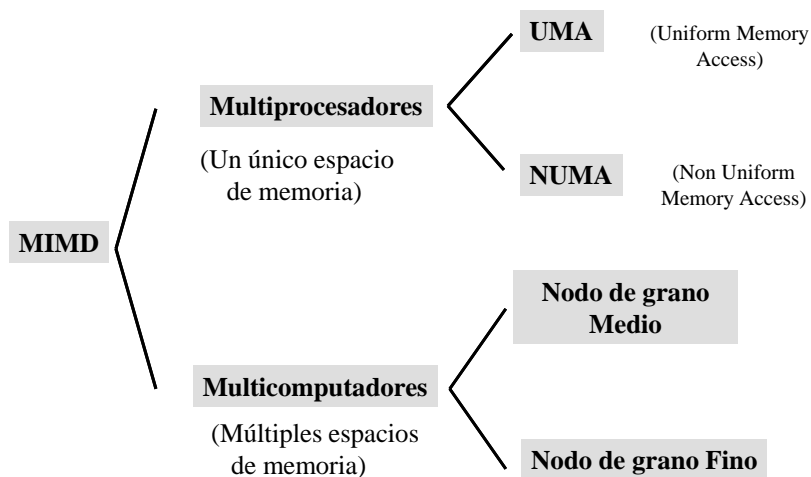 UMA (Uniform Memory
Access)
Multiprocesadores
(Un único espacio
de memoria)
NUMA (Non Uniform
Memory Access)
MIMD
Nodo de grano
Medio
Multicomputadores
(Múltiples espacios
de memoria)
Nodo de grano Fino